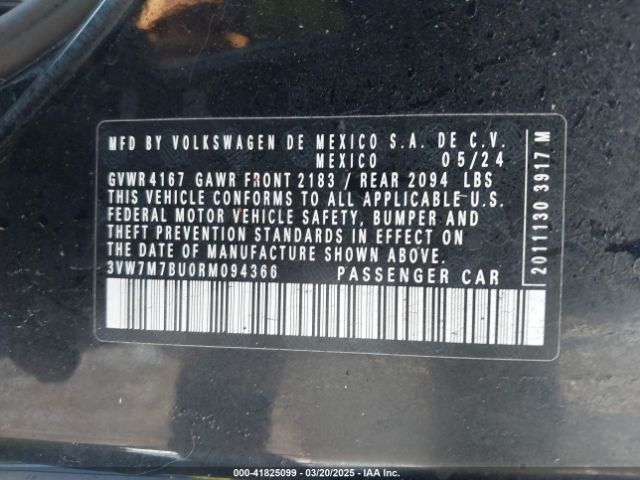 MFD BY VOLKSWAGEN DE MEXICO S.A. DE C.V.
MEXICO 05/24
GVWR 4167 GAWR FRONT 2183 / REAR 2094 LBS
THIS VEHICLE CONFORMS TO ALL APPLICABLE U.S.
FEDERAL MOTOR VEHICLE SAFETY, BUMPER AND
THEFT PREVENTION STANDARDS IN EFFECT ON
THE DATE OF MANUFACTURE SHOWN ABOVE.
3VW7M7BU0RM094366 PASSENGER CAR
2011130 3917 M
000-41825099 — 03/20/2025 — IAAI.COM